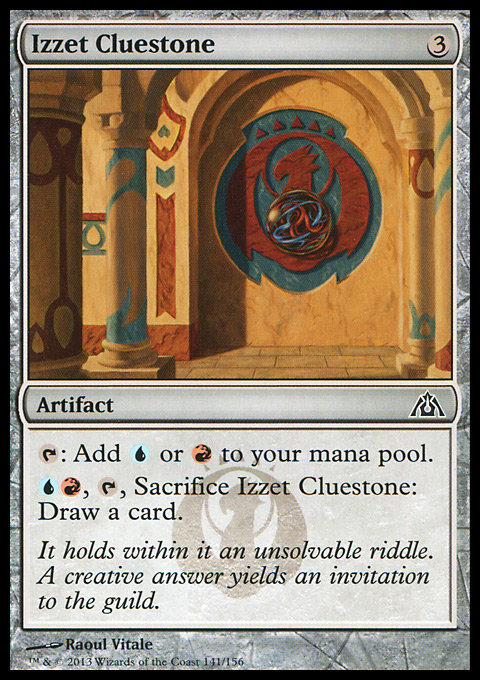 Izzet Cluestone 3
Artifact
: Add or to your mana pool.
, , Sacrifice Izzet Cluestone:
Draw a card.
It holds within it an unsolvable riddle.
A creative answer yields an invitation
to the guild.
Raoul Vitale
™ & © 2013 Wizards of the Coast 141/156